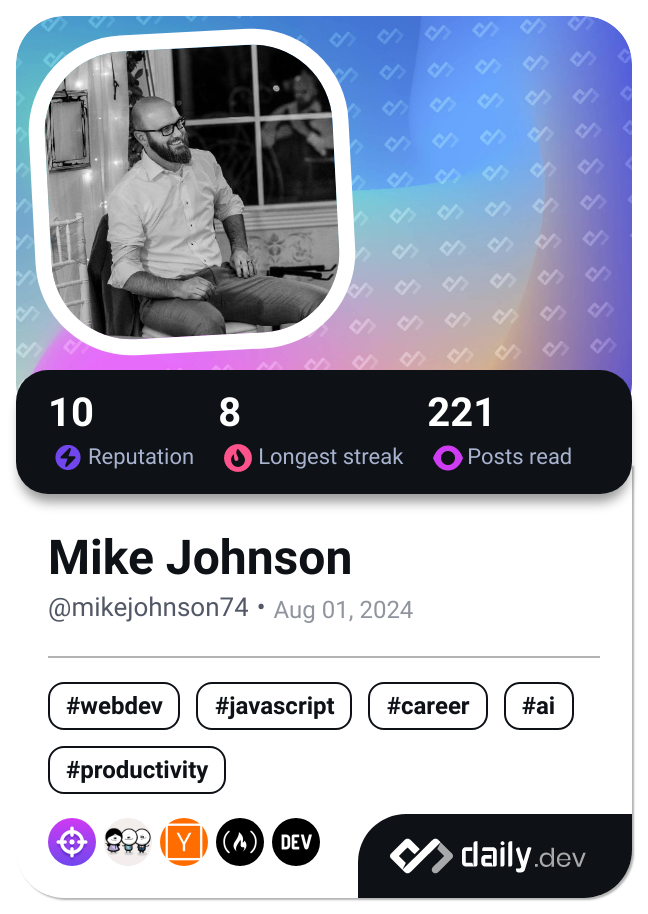 10 8 221
Reputation Longest streak Posts read
Mike Johnson
@mikejohnson74 • Aug 01, 2024
#webdev #javascript #career #ai
#productivity
Y DEV
daily.dev